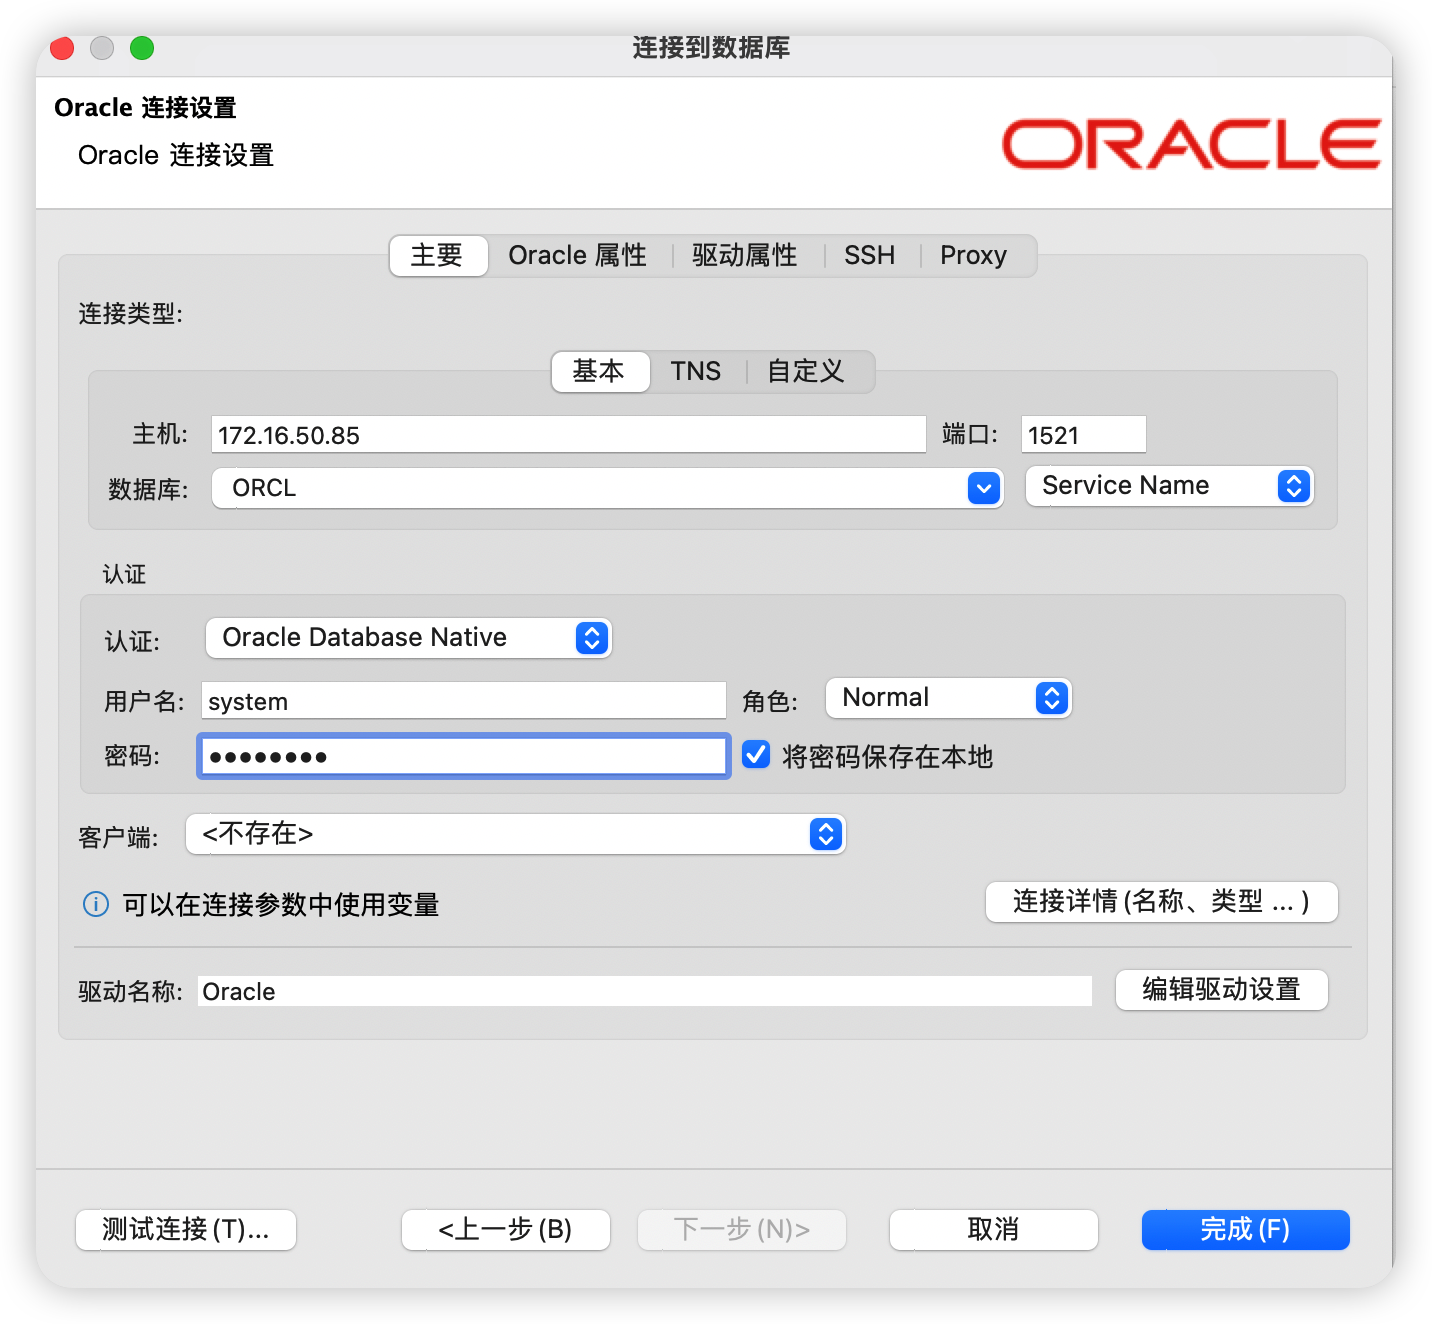 连接到数据库
Oracle 连接设置
Oracle 连接设置
ORACLE
主要 Oracle 属性 驱动属性 SSH Proxy
连接类型:
基本 TNS 自定义
主机: 172.16.50.85 端口: 1521
数据库: ORCL Service Name
认证
认证: Oracle Database Native
用户名: system 角色: Normal
密码: •••••••• 将密码保存在本地
客户端: <不存在>
可以在连接参数中使用变量 连接详情(名称、类型 ... )
驱动名称: Oracle 编辑驱动设置
测试连接(T)... <上一步(B) 下一步(N)> 取消 完成(F)